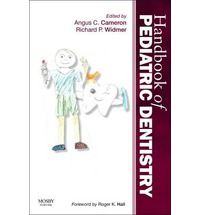 Edited by
Angus C. Cameron
Richard P. Widmer
Handbook of
PEDIATRIC DENTISTRY
MOSBY
ELSEVIER
Foreword by Roger K. Hall